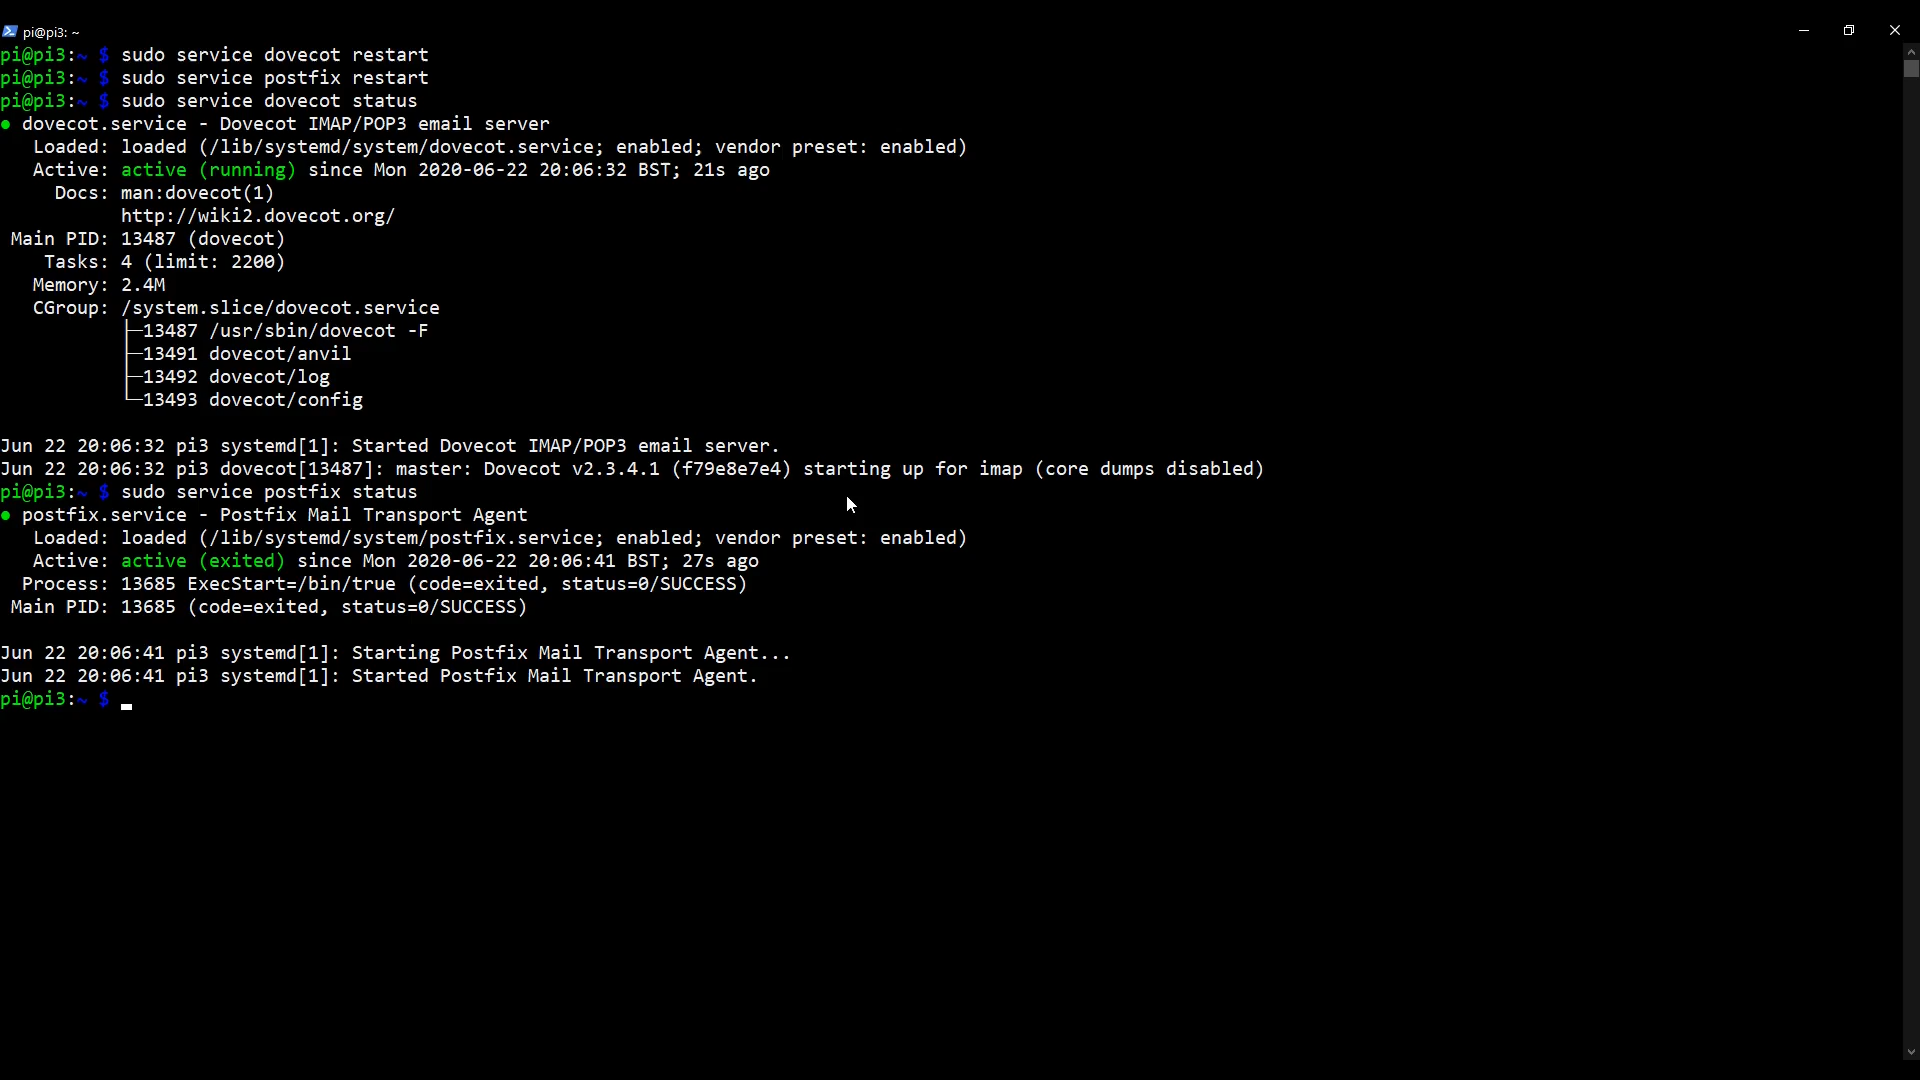 pi@pi3: ~
pi@pi3:~ $ sudo service dovecot restart
pi@pi3:~ $ sudo service postfix restart
pi@pi3:~ $ sudo service dovecot status
● dovecot.service - Dovecot IMAP/POP3 email server
   Loaded: loaded (/lib/systemd/system/dovecot.service; enabled; vendor preset: enabled)
   Active: active (running) since Mon 2020-06-22 20:06:32 BST; 21s ago
     Docs: man:dovecot(1)
           http://wiki2.dovecot.org/
 Main PID: 13487 (dovecot)
    Tasks: 4 (limit: 2200)
   Memory: 2.4M
   CGroup: /system.slice/dovecot.service
           ├─13487 /usr/sbin/dovecot -F
           ├─13491 dovecot/anvil
           ├─13492 dovecot/log
           └─13493 dovecot/config
Jun 22 20:06:32 pi3 systemd[1]: Started Dovecot IMAP/POP3 email server.
Jun 22 20:06:32 pi3 dovecot[13487]: master: Dovecot v2.3.4.1 (f79e8e7e4) starting up for imap (core dumps disabled)
pi@pi3:~ $ sudo service postfix status
● postfix.service - Postfix Mail Transport Agent
   Loaded: loaded (/lib/systemd/system/postfix.service; enabled; vendor preset: enabled)
   Active: active (exited) since Mon 2020-06-22 20:06:41 BST; 27s ago
  Process: 13685 ExecStart=/bin/true (code=exited, status=0/SUCCESS)
 Main PID: 13685 (code=exited, status=0/SUCCESS)
Jun 22 20:06:41 pi3 systemd[1]: Starting Postfix Mail Transport Agent...
Jun 22 20:06:41 pi3 systemd[1]: Started Postfix Mail Transport Agent.
pi@pi3:~ $